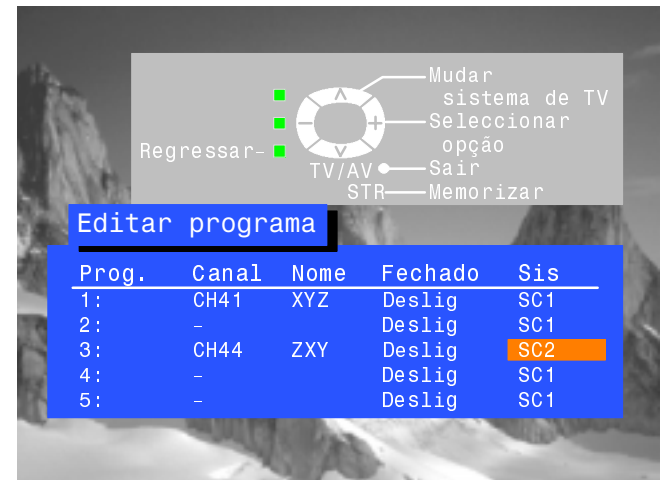 Mudar
sistema de TV
Seleccionar
opção
Regressar–
TV/AV Sair
STR Memorizar
Editar programa
Prog. Canal Nome Fechado Sis
1: CH41 XYZ Deslig SC1
2: – Deslig SC1
3: CH44 ZXY Deslig SC2
4: – Deslig SC1
5: – Deslig SC1